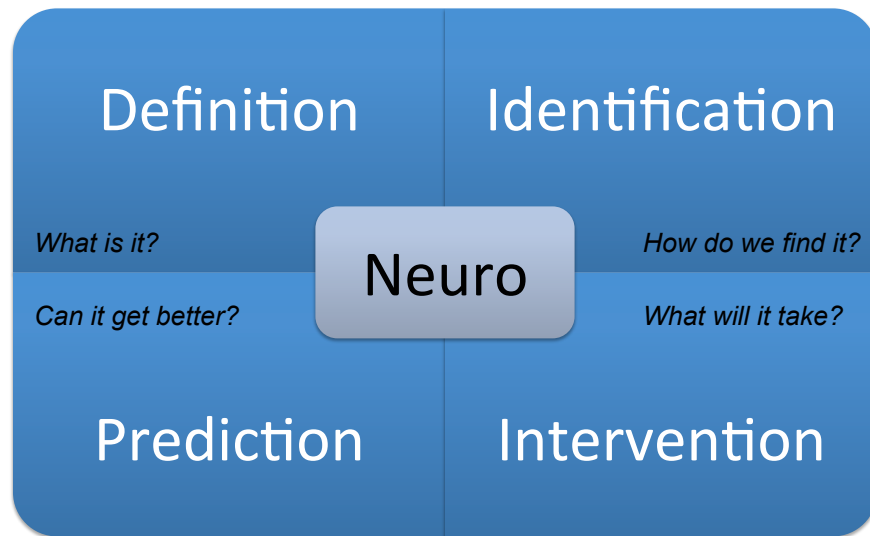 Definition
Identification
What is it?
How do we find it?
Neuro
Can it get better?
What will it take?
Prediction
Intervention